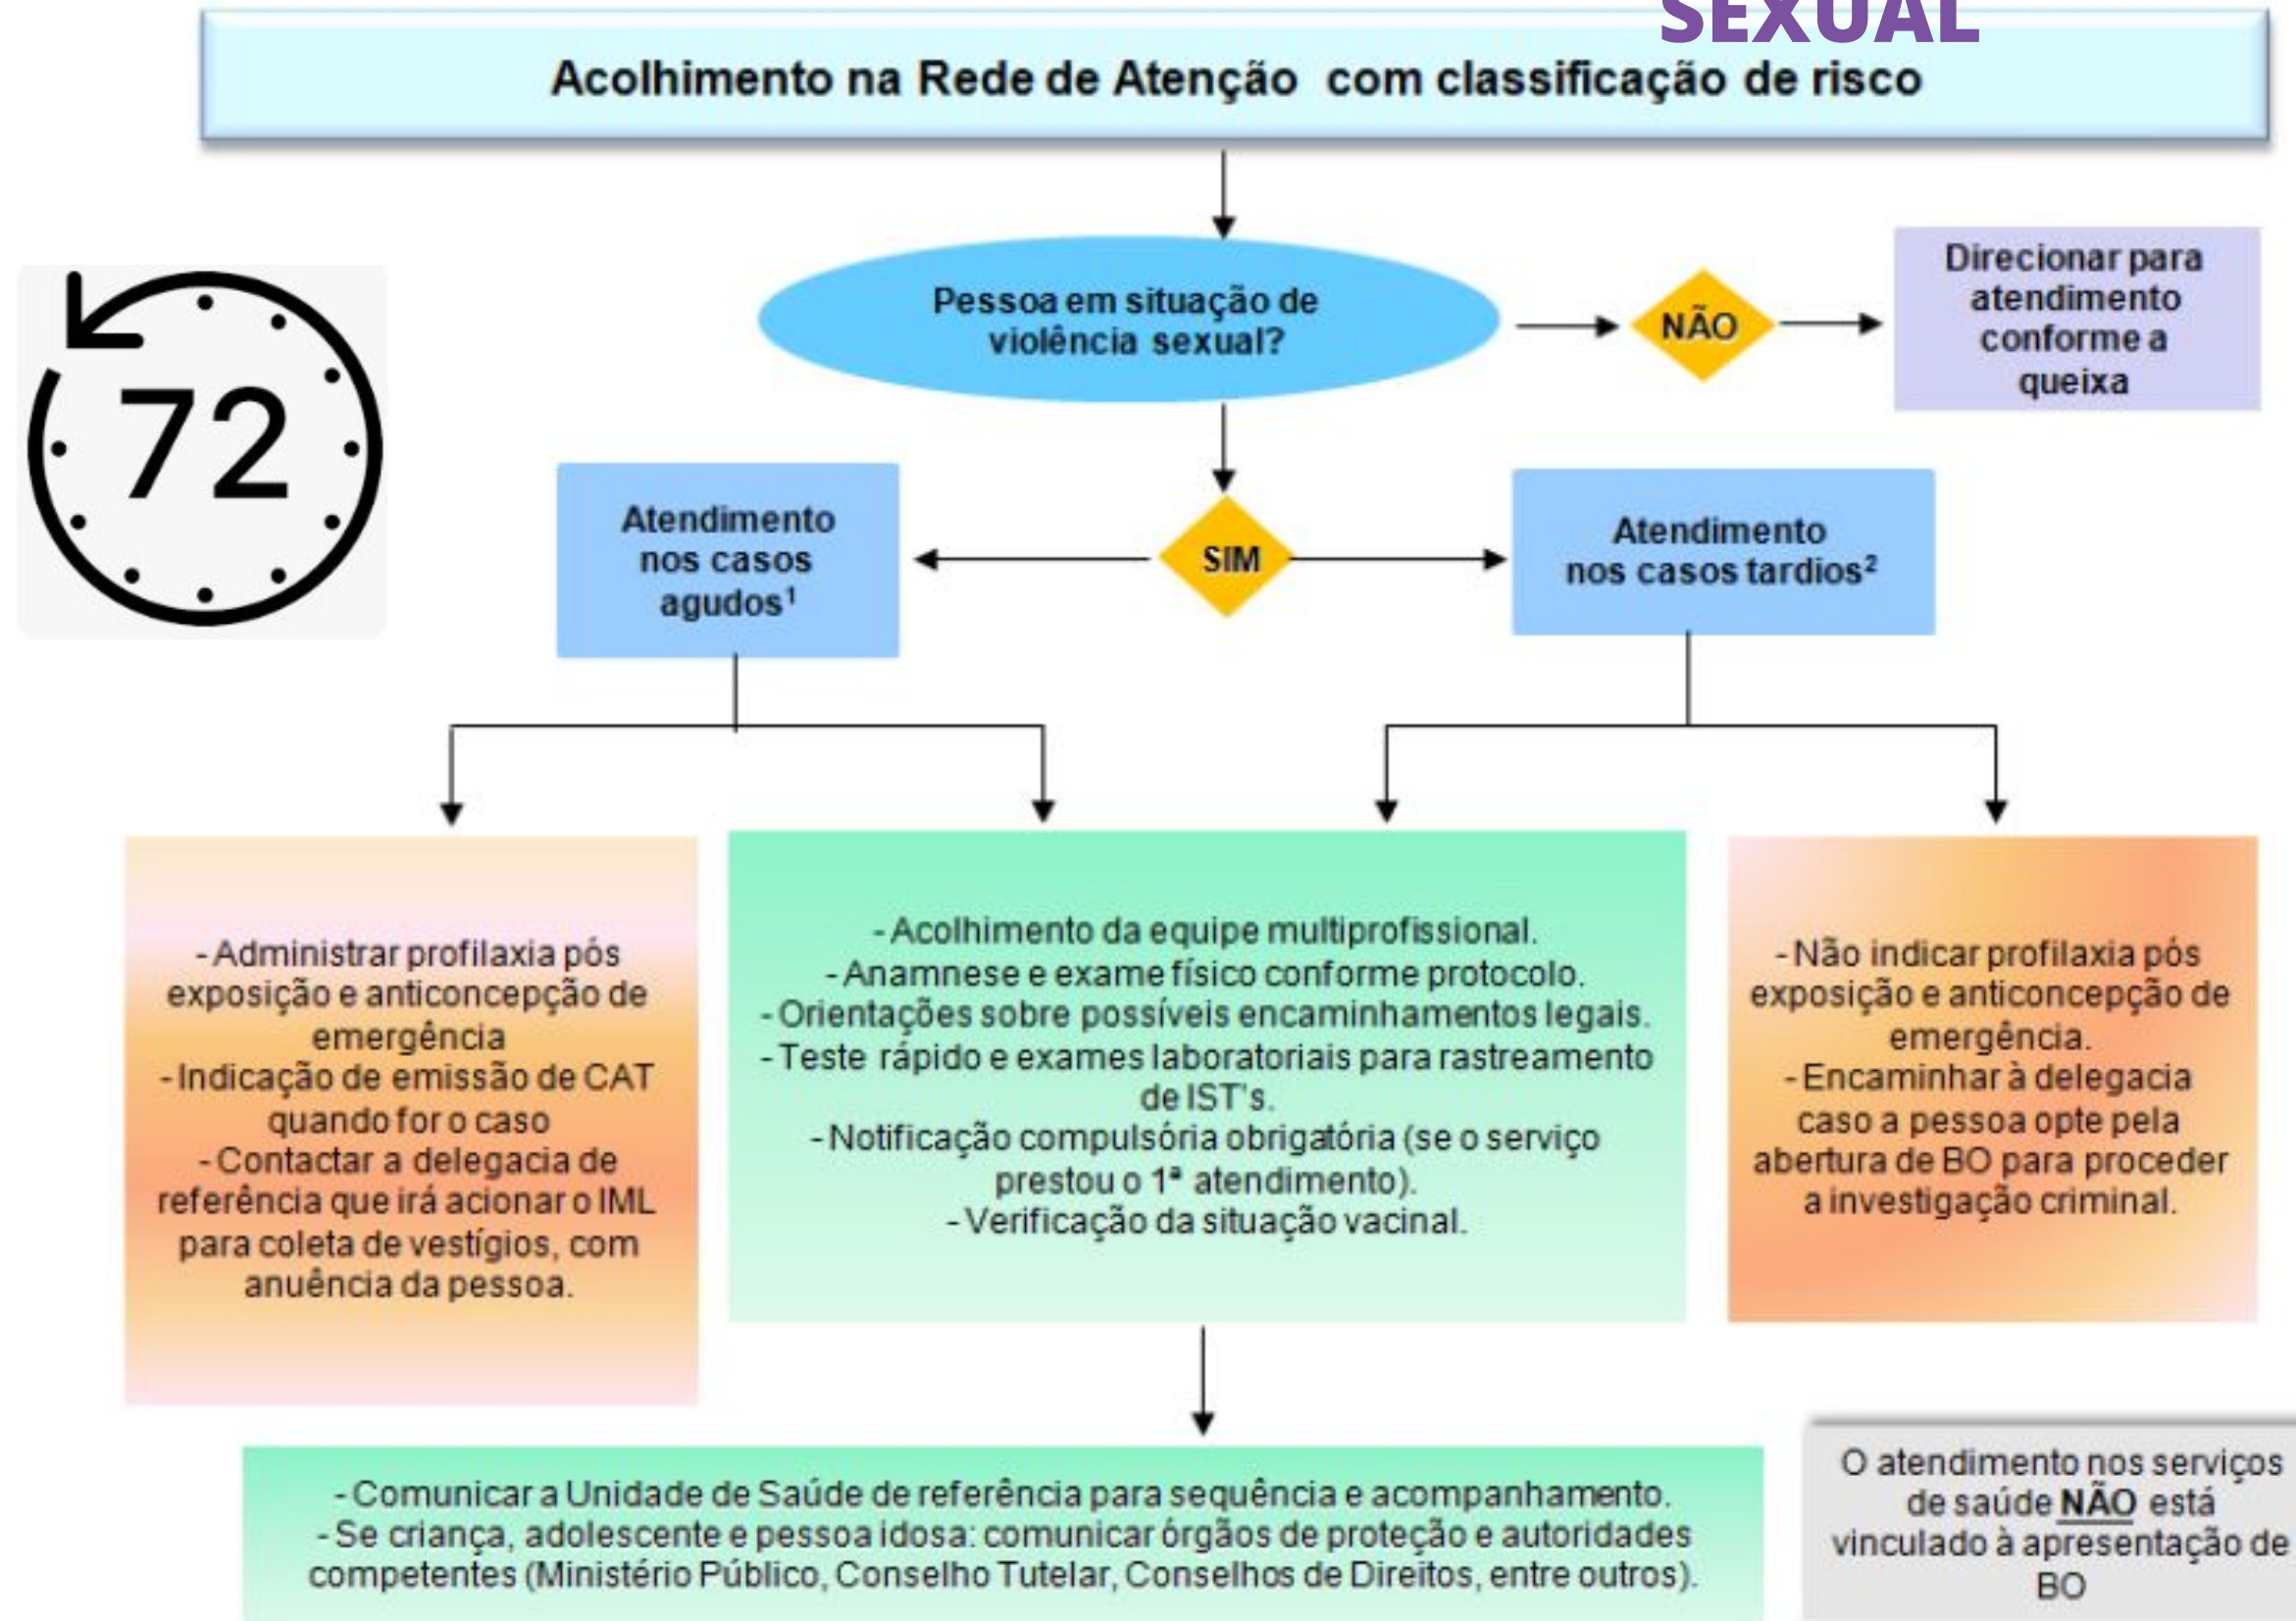 SEXUAL
Acolhimento na Rede de Atenção com classificação de risco
Pessoa em situação de
violência sexual?
NÃO
Direcionar para
atendimento
conforme a
queixa
72
Atendimento
nos casos
agudos¹
SIM
Atendimento
nos casos tardios²
- Administrar profilaxia pós
exposição e anticoncepção de
emergência
- Indicação de emissão de CAT
quando for o caso
- Contactar a delegacia de
referência que irá acionar o IML
para coleta de vestígios, com
anuência da pessoa.
- Acolhimento da equipe multiprofissional.
- Anamnese e exame físico conforme protocolo.
- Orientações sobre possíveis encaminhamentos legais.
- Teste rápido e exames laboratoriais para rastreamento
de IST's.
- Notificação compulsória obrigatória (se o serviço
prestou o 1ª atendimento).
- Verificação da situação vacinal.
- Não indicar profilaxia pós
exposição e anticoncepção de
emergência.
- Encaminhar à delegacia
caso a pessoa opte pela
abertura de BO para proceder
a investigação criminal.
- Comunicar a Unidade de Saúde de referência para sequência e acompanhamento.
- Se criança, adolescente e pessoa idosa: comunicar órgãos de proteção e autoridades
competentes (Ministério Público, Conselho Tutelar, Conselhos de Direitos, entre outros).
O atendimento nos serviços
de saúde NÃO está
vinculado à apresentação de
BO